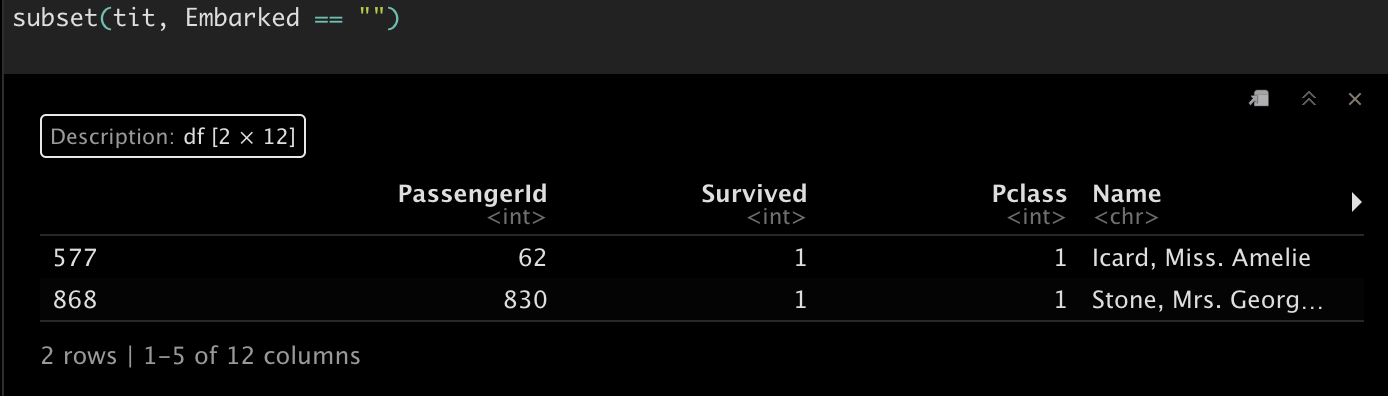 subset(tit, Embarked == "")
Description: df [2 × 12]
PassengerId Survived Pclass Name
<int> <int> <int> <chr>
577 62 1 1 Icard, Miss. Amelie
868 830 1 1 Stone, Mrs. Georg...
2 rows | 1-5 of 12 columns